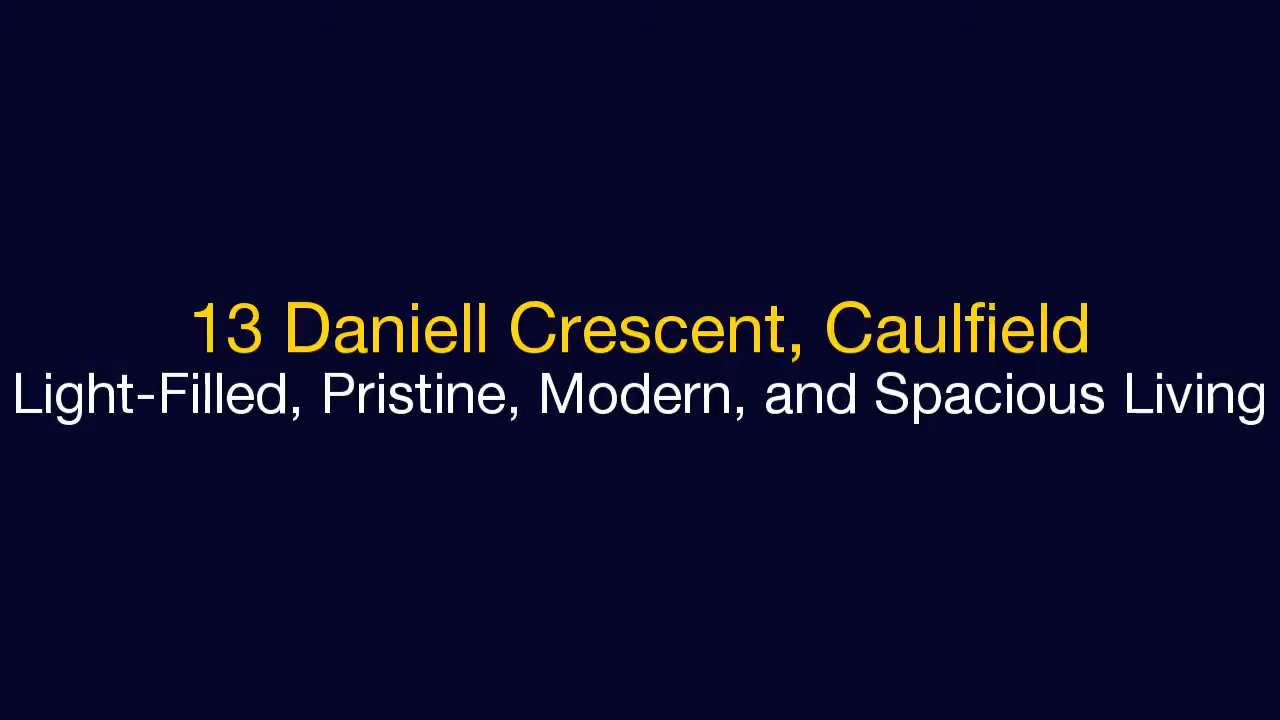 13 Daniell Crescent, Caulfield
Light-Filled, Pristine, Modern, and Spacious Living